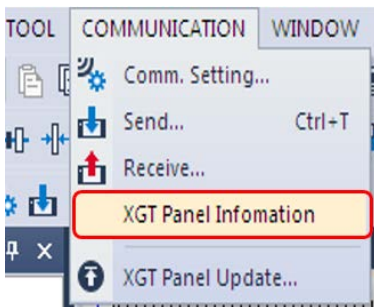 TOOL COMMUNICATION WINDOW
Comm. Setting...
Send... Ctrl+T
Receive...
XGT Panel Infomation
XGT Panel Update...